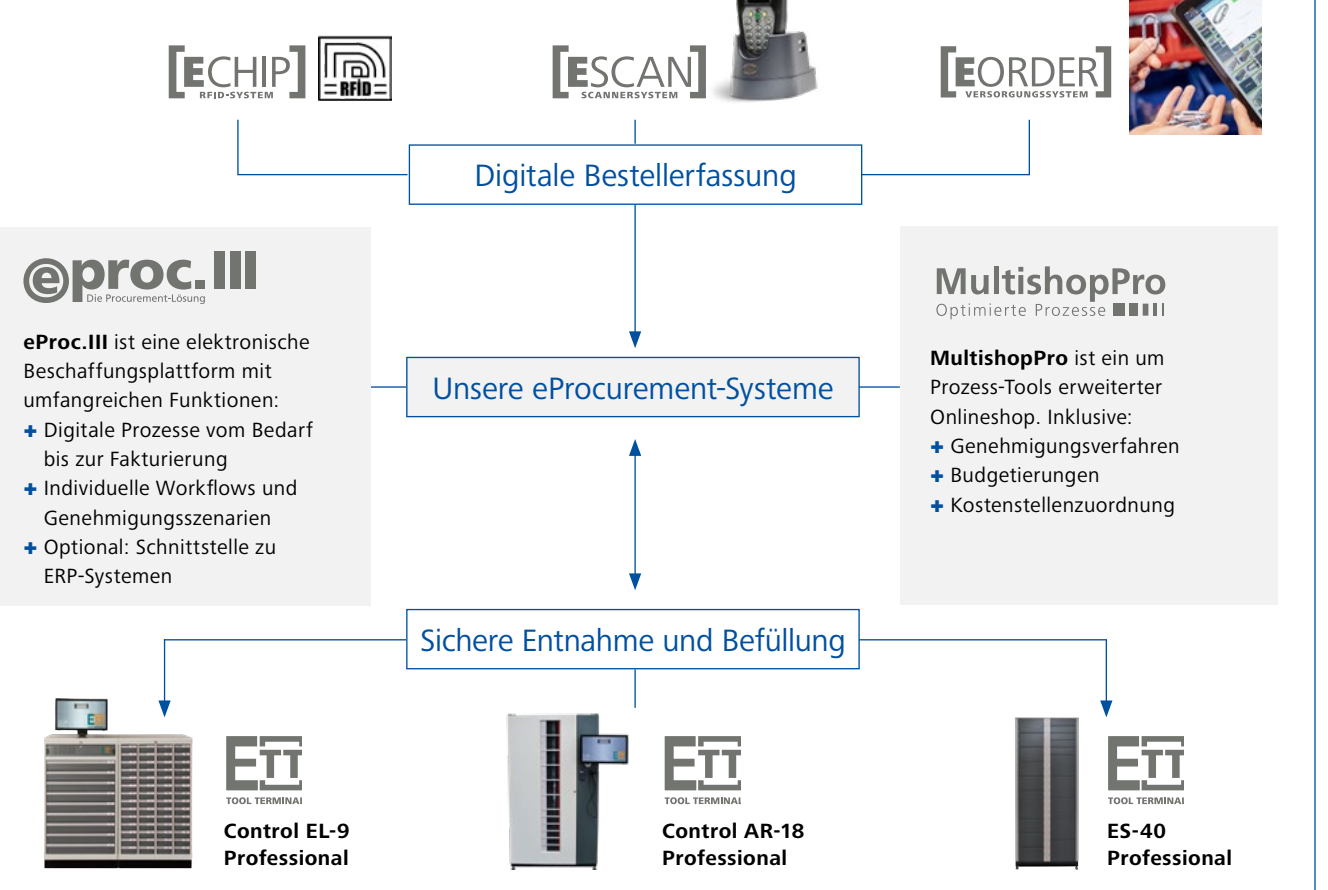 [ECHIP]
RFID-SYSTEM
RFID
[ESCAN]
SCANNERSYSTEM
[EORDER]
VERSORGUNGSSYSTEM
Digitale Bestellerfassung
eproc.III
Die Procurement-Lösung
eProc.III ist eine elektronische
Beschaffungsplattform mit
umfangreichen Funktionen:
+ Digitale Prozesse vom Bedarf
bis zur Fakturierung
+ Individuelle Workflows und
Genehmigungsszenarien
+ Optional: Schnittstelle zu
ERP-Systemen
Unsere eProcurement-Systeme
MultishopPro
Optimierte Prozesse
MultishopPro ist ein um
Prozess-Tools erweiterter
Onlineshop. Inklusive:
+ Genehmigungsverfahren
+ Budgetierungen
+ Kostenstellenzuordnung
Sichere Entnahme und Befüllung
ETT
TOOL TERMINAL
Control EL-9
Professional
ETT
TOOL TERMINAL
Control AR-18
Professional
ETT
TOOL TERMINAL
ES-40
Professional